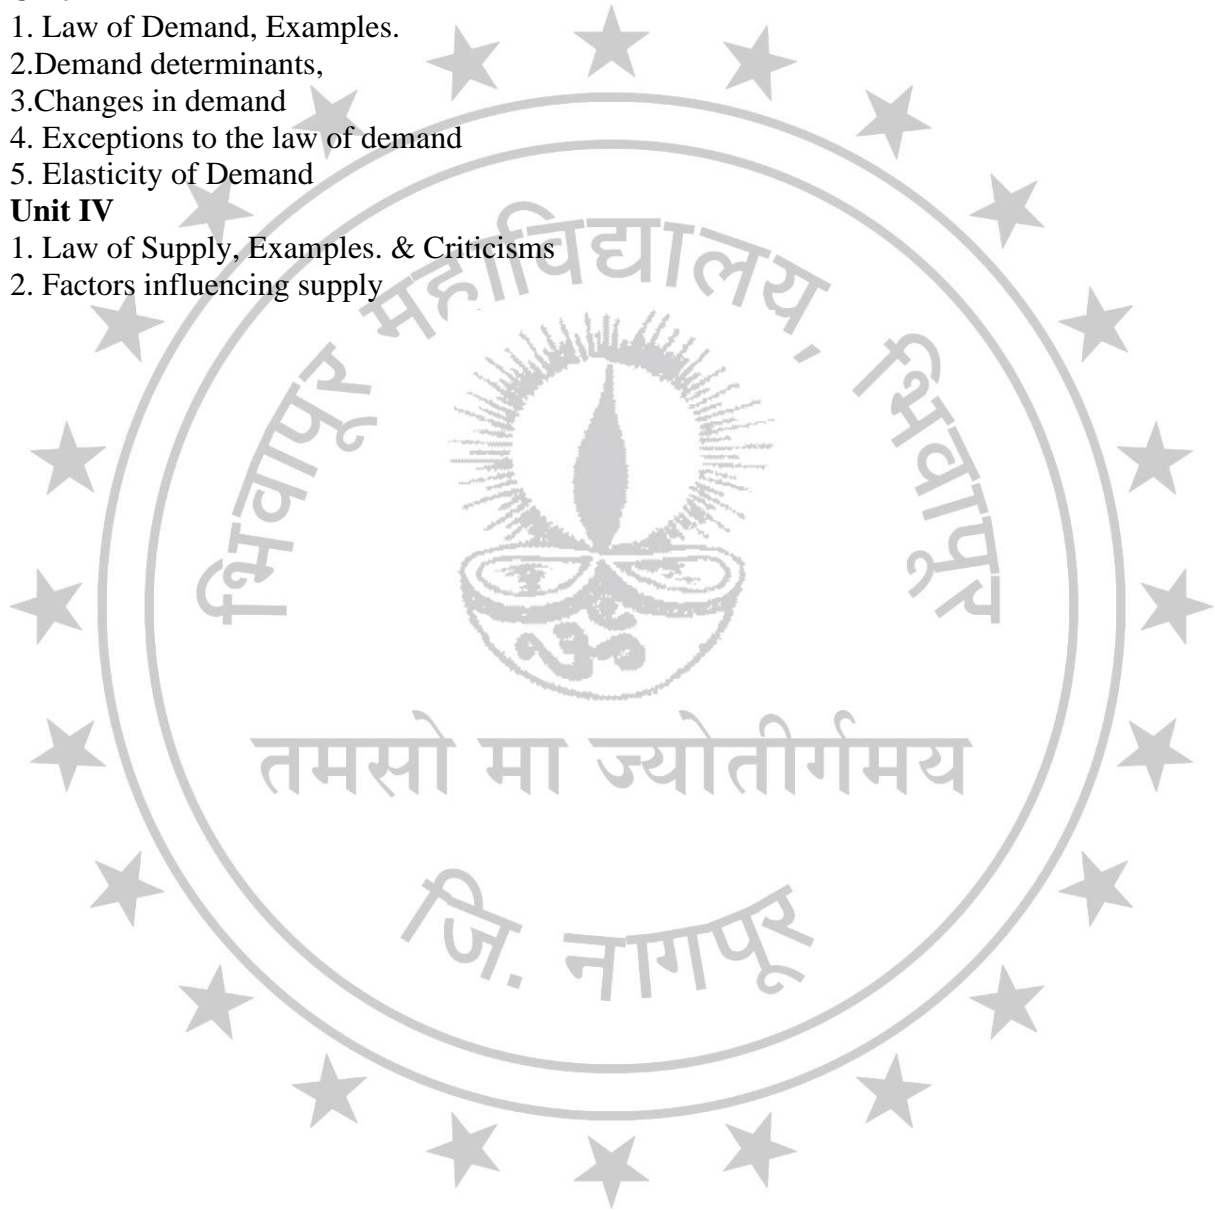 1. Law of Demand, Examples.
2.Demand determinants,
3.Changes in demand
4. Exceptions to the law of demand
5. Elasticity of Demand
Unit IV
1. Law of Supply, Examples. & Criticisms
2. Factors influencing supply
भिवापूर महाविद्यालय, भिवापूर
ॐ
तमसो मा ज्योतीर्गमय
जि. नागपूर